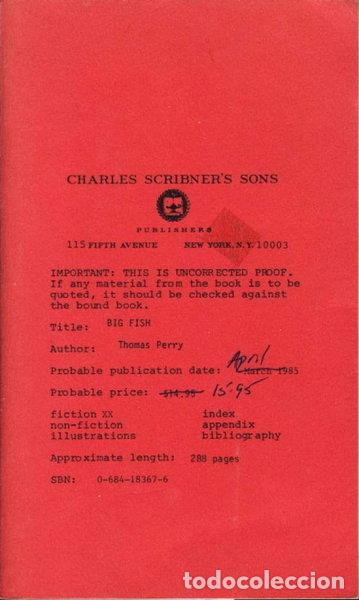 CHARLES SCRIBNER'S SONS
PUBLISHERS
115 FIFTH AVENUE NEW YORK, N.Y. 10003
IMPORTANT: THIS IS UNCORRECTED PROOF.
If any material from the book is to be
quoted, it should be checked against
the bound book.
Title: BIG FISH
Author: Thomas Perry
Probable publication date: March 1985 April
Probable price: $14.95 15.95
fiction XX index
non-fiction appendix
illustrations bibliography
Approximate length: 288 pages
SBN: 0-684-18367-6
todocoleccion